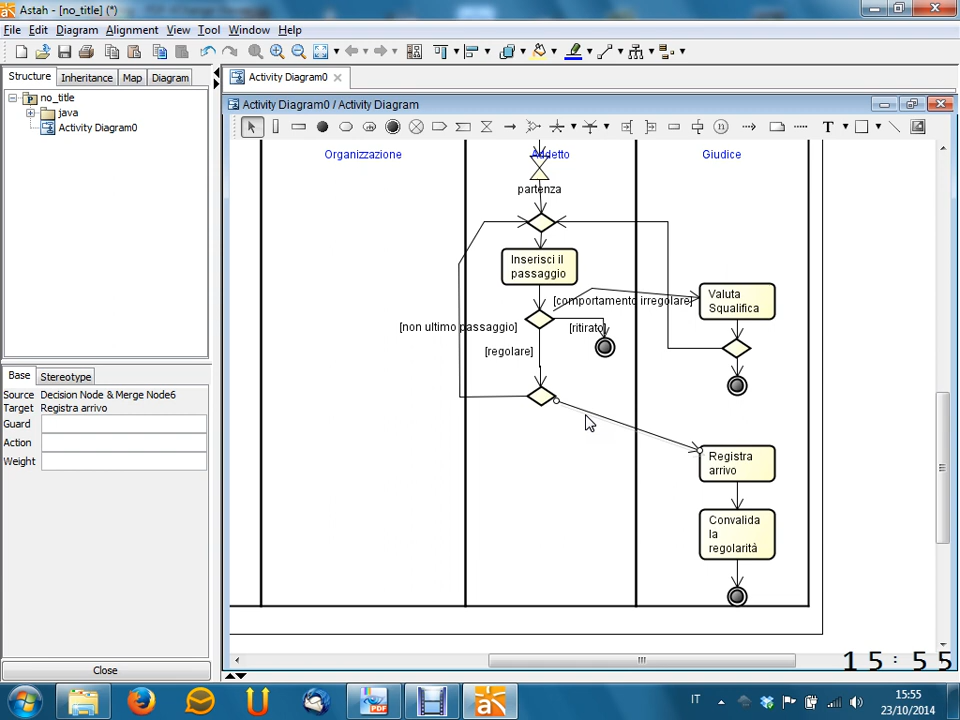 Astah - [no_title] (*)
File Edit Diagram Alignment View Tool Window Help
Structure Inheritance Map Diagram
no_title
java
Activity Diagram0
Base Stereotype
Source Decision Node & Merge Node6
Target Registra arrivo
Guard
Action
Weight
Close
Activity Diagram0
Activity Diagram0 / Activity Diagram
T
Organizzazione Addetto Giudice
partenza
Inserisci il
passaggio
[comportamento irregolare]
Valuta
Squalifica
[non ultimo passaggio]
[ritirato]
[regolare]
Registra
arrivo
Convalida
la
regolarità
15:55
IT
15:55
23/10/2014